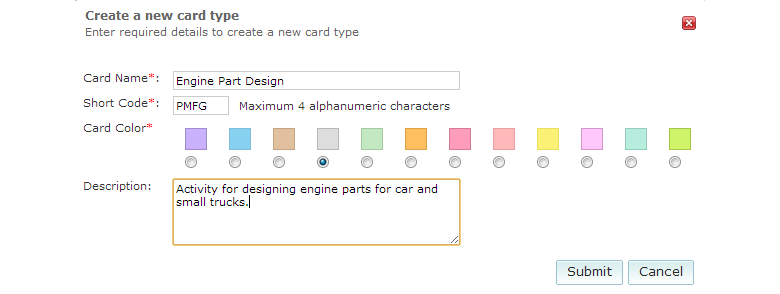 Create a new card type
Enter required details to create a new card type
Card Name*:
Engine Part Design
Short Code*:
PMFG
Maximum 4 alphanumeric characters
Card Color*
Description:
Activity for designing engine parts for car and
small trucks.
Submit
Cancel